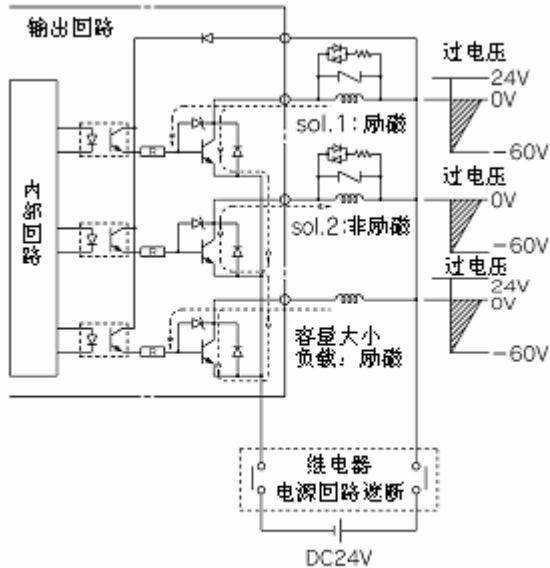 输出回路
内部回路
R
R
R
sol.1：励磁
sol.2：非励磁
容量大小
负载：励磁
过电压
24V
0V
-60V
过电压
0V
-60V
过电压
24V
0V
-60V
继电器
电源回路遮断
DC24V